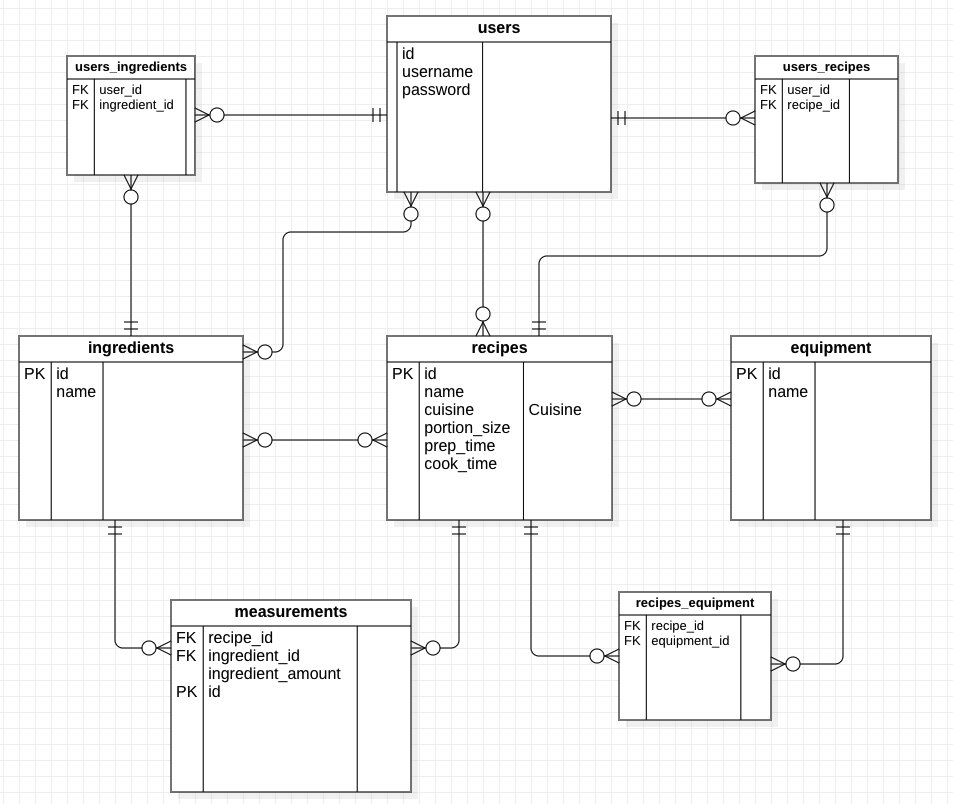 users
id
username
password
users_ingredients
FK user_id
FK ingredient_id
users_recipes
FK user_id
FK recipe_id
ingredients
PK id
name
recipes
PK id
name
cuisine Cuisine
portion_size
prep_time
cook_time
equipment
PK id
name
measurements
FK recipe_id
FK ingredient_id
ingredient_amount
PK id
recipes_equipment
FK recipe_id
FK equipment_id